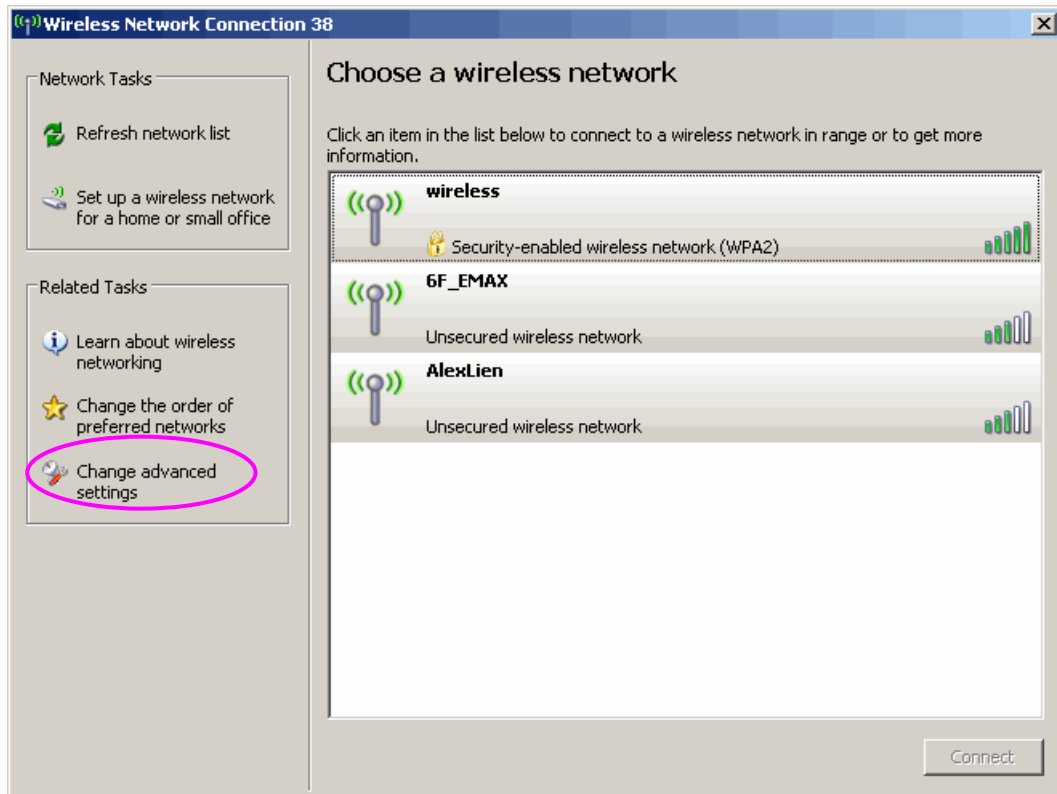 Wireless Network Connection 38
Network Tasks
Refresh network list
Set up a wireless network
for a home or small office
Related Tasks
Learn about wireless
networking
Change the order of
preferred networks
Change advanced
settings
Choose a wireless network
Click an item in the list below to connect to a wireless network in range or to get more
information.
wireless
Security-enabled wireless network (WPA2)
6F_EMAX
Unsecured wireless network
AlexLien
Unsecured wireless network
Connect